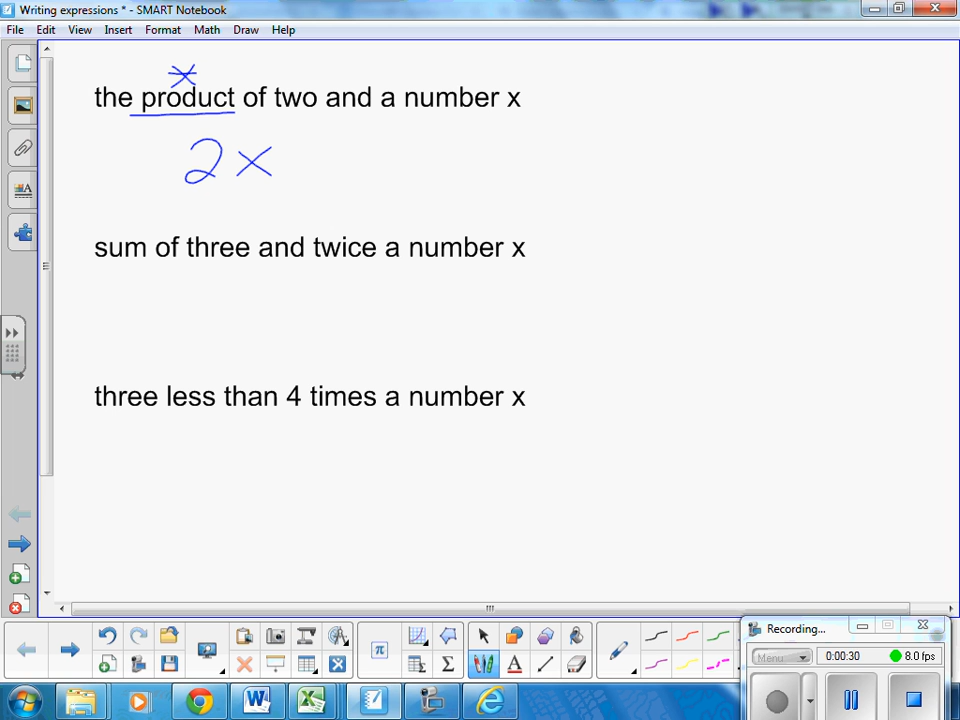 Writing expressions * - SMART Notebook
File Edit View Insert Format Math Draw Help
×
the product of two and a number x
2x
sum of three and twice a number x
three less than 4 times a number x
Recording...
Menu 0:00:30 8.0 fps